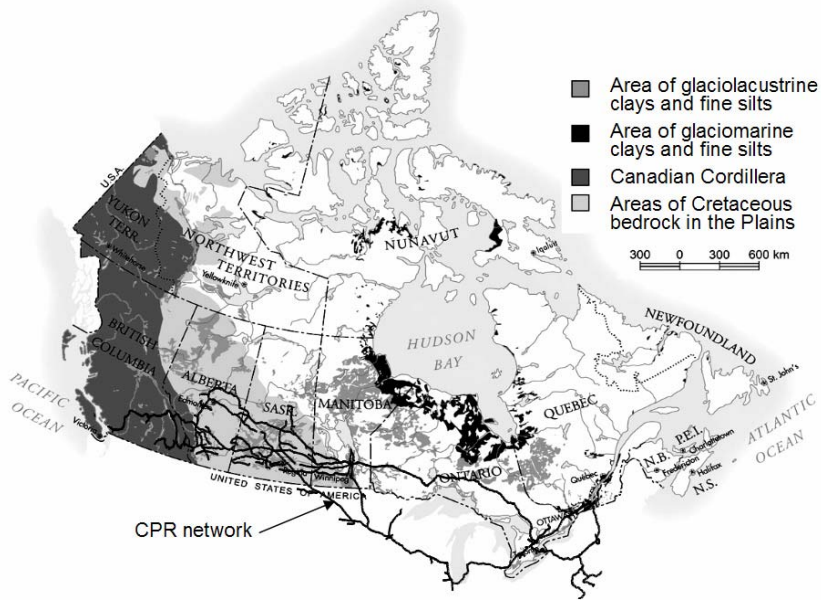 Area of glaciolacustrine
clays and fine silts
Area of glaciomarine
clays and fine silts
Canadian Cordillera
Areas of Cretaceous
bedrock in the Plains
300 0 300 600 km
U.S.A.
YUKON
TERR.
Whitehorse
NORTHWEST
TERRITORIES
Yellowknife
NUNAVUT
Iqaluit
BRITISH
COLUMBIA
ALBERTA
Edmonton
SASK.
MANITOBA
HUDSON
BAY
NEWFOUNDLAND
St. John's
QUEBEC
Québec
ONTARIO
OTTAWA
N.B.
P.E.I.
Charlottetown
Fredericton
Halifax
N.S.
ATLANTIC
OCEAN
PACIFIC
OCEAN
Victoria
Regina
Winnipeg
UNITED STATES OF AMERICA
CPR network